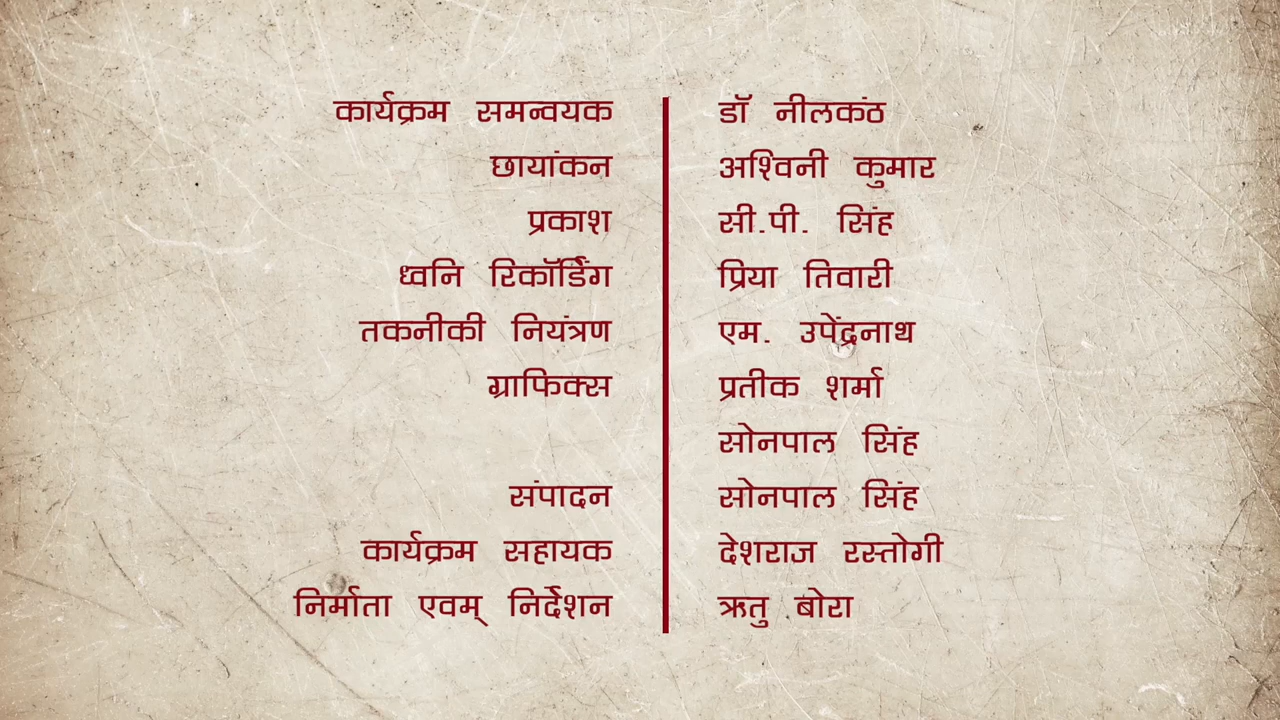 कार्यक्रम समन्वयक डॉ नीलकंठ
छायांकन अश्विनी कुमार
प्रकाश सी.पी. सिंह
ध्वनि रिकॉर्डिंग प्रिया तिवारी
तकनीकी नियंत्रण एम. उपेंद्रनाथ
ग्राफिक्स प्रतीक शर्मा
सोनपाल सिंह
संपादन सोनपाल सिंह
कार्यक्रम सहायक देशराज रस्तोगी
निर्माता एवम् निर्देशन ऋतु बोरा